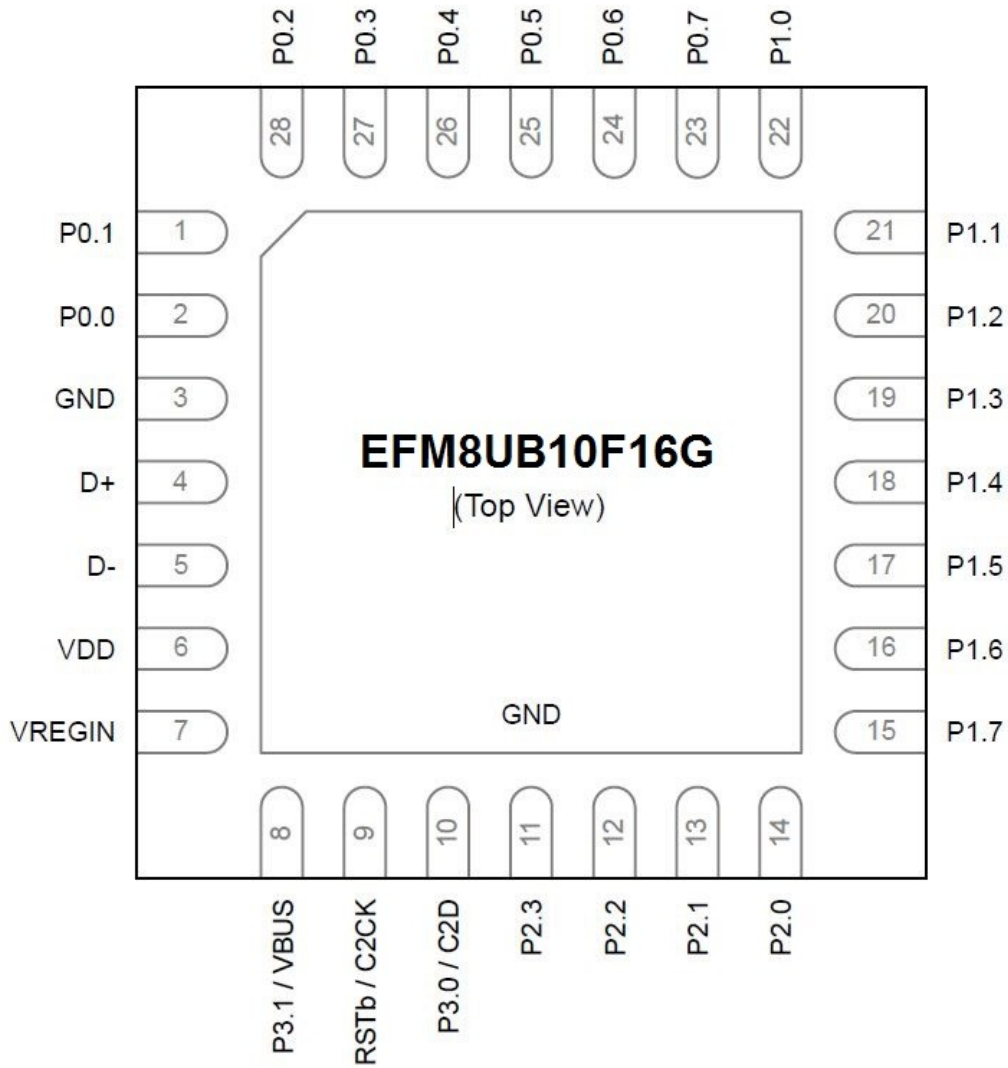 P0.2
P0.3
P0.4
P0.5
P0.6
P0.7
P1.0
28
27
26
25
24
23
22
P0.1
1
21
P1.1
P0.0
2
20
P1.2
GND
3
19
P1.3
EFM8UB10F16G
D+
4
18
P1.4
(Top View)
D-
5
17
P1.5
VDD
6
16
P1.6
GND
VREGIN
7
15
P1.7
8
9
10
11
12
13
14
P3.1 / VBUS
RSTb / C2CK
P3.0 / C2D
P2.3
P2.2
P2.1
P2.0